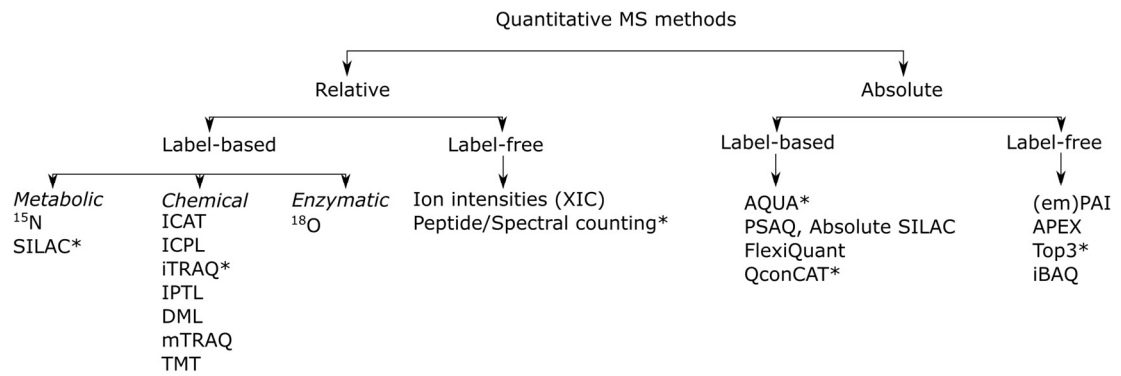 Quantitative MS methods
Relative
Absolute
Label-based
Label-free
Label-based
Label-free
Metabolic
¹⁵N
SILAC*
Chemical
ICAT
ICPL
iTRAQ*
IPTL
DML
mTRAQ
TMT
Enzymatic
¹⁸O
Ion intensities (XIC)
Peptide/Spectral counting*
AQUA*
PSAQ, Absolute SILAC
FlexiQuant
QconCAT*
(em)PAI
APEX
Top3*
iBAQ